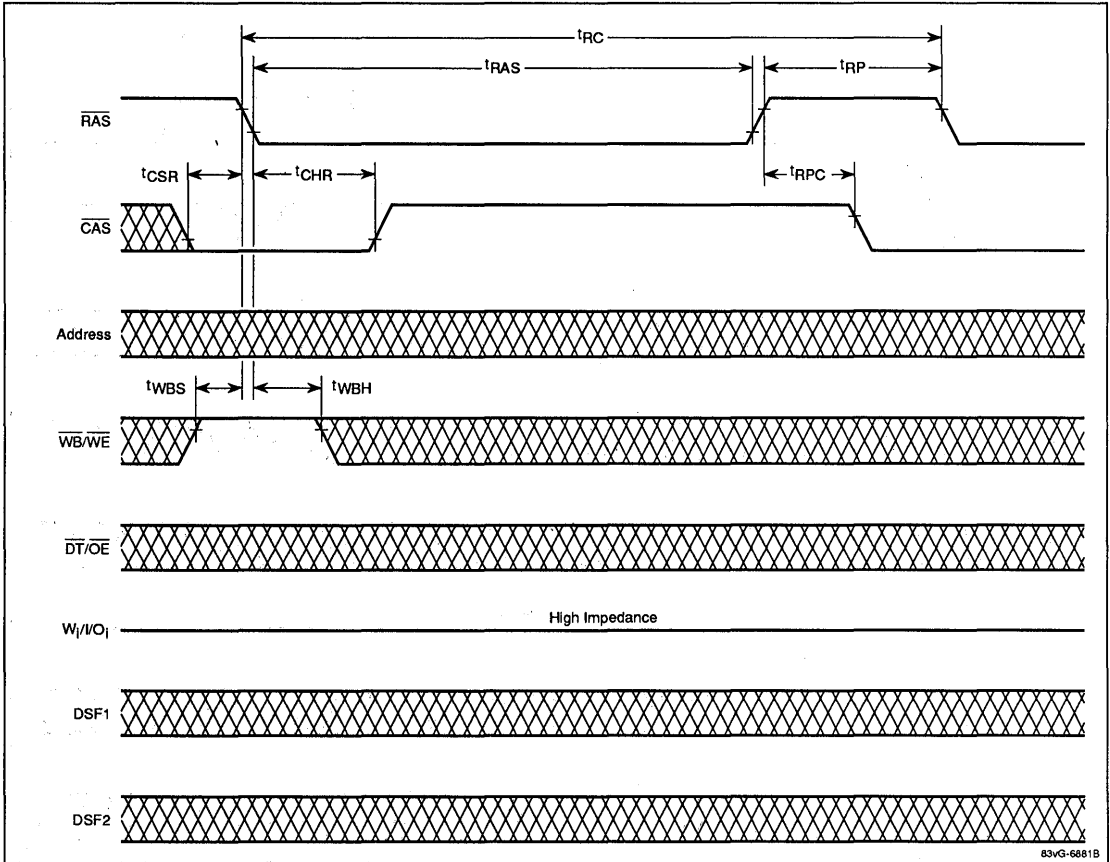 tRC
tRAS
tRP
RAS
tCSR
tCHR
tRPC
CAS
Address
tWBS
tWBH
WB/WE
DT/OE
High Impedance
Wi/I/Oi
DSF1
DSF2
83vG-6881B